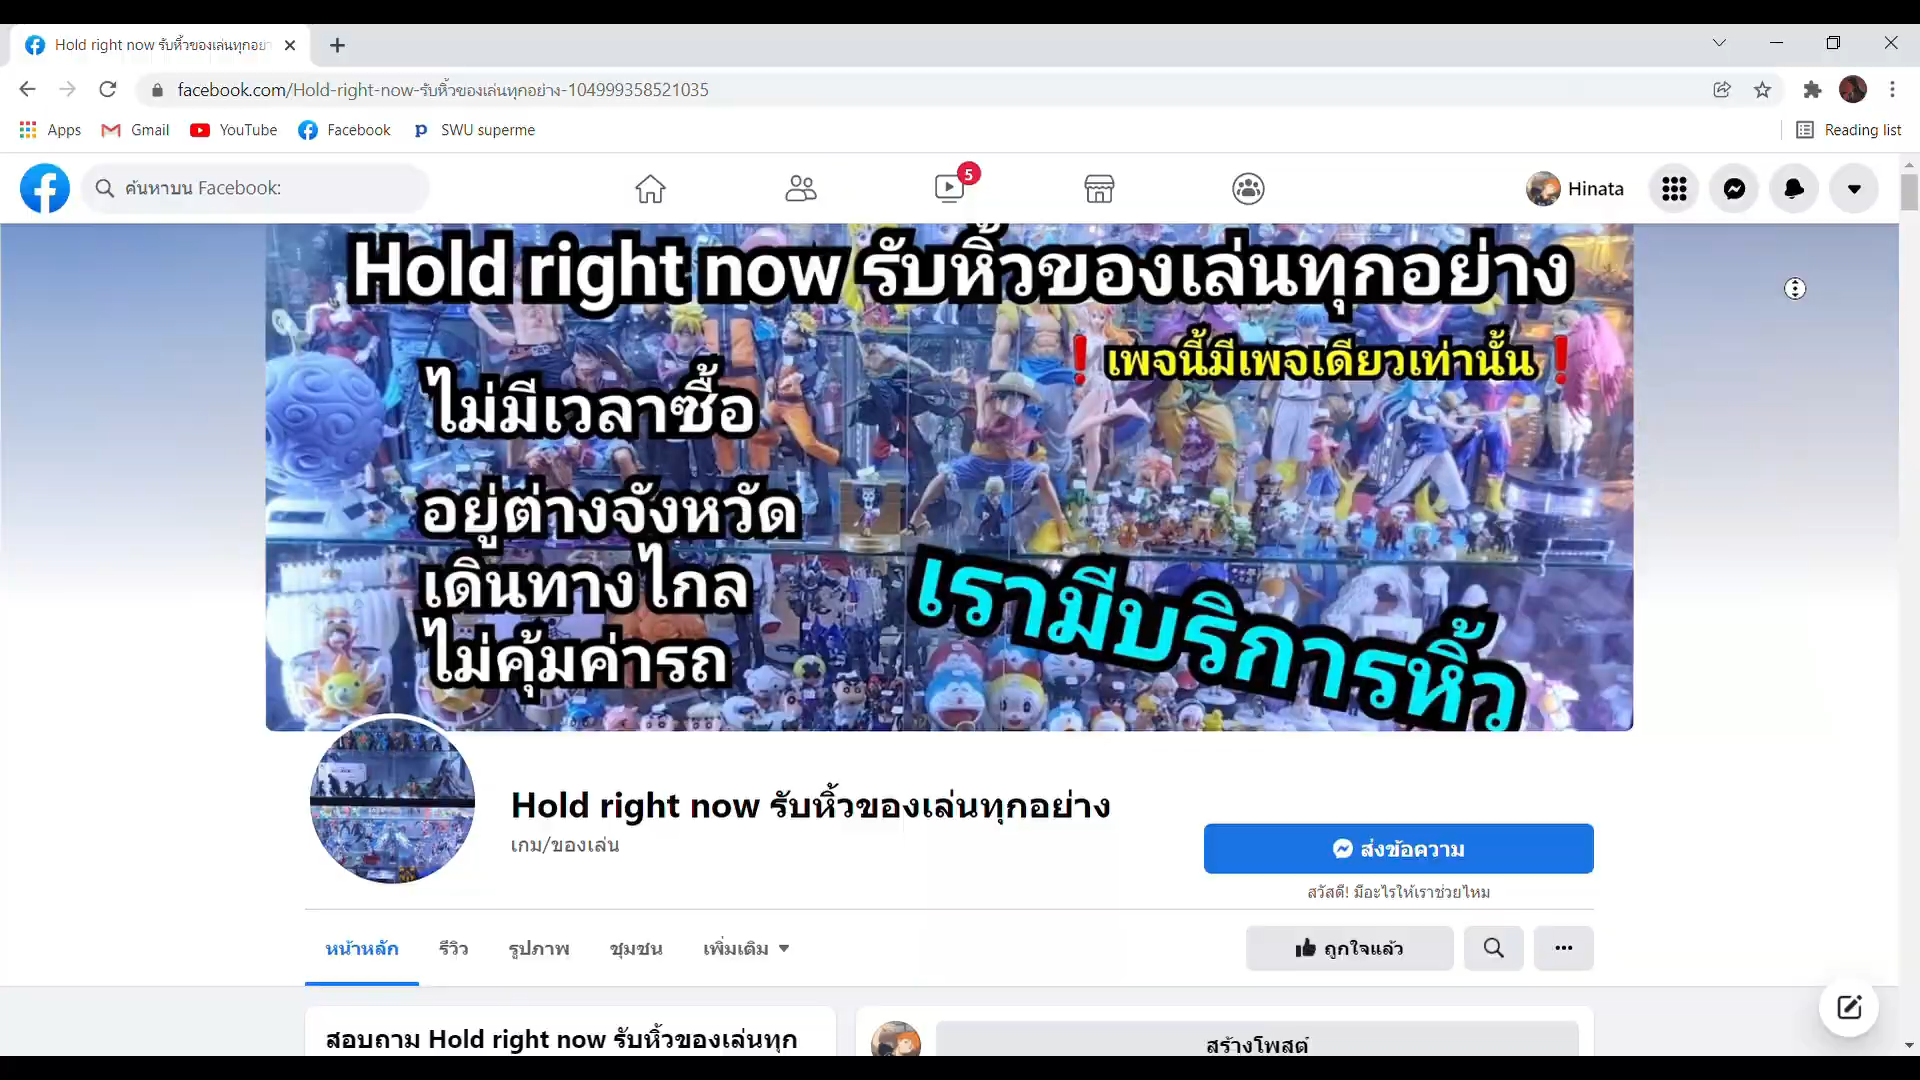 Hold right now รับหิ้วของเล่นทุกอย่า
facebook.com/Hold-right-now-รับหิ้วของเล่นทุกอย่าง-104999358521035
Apps Gmail YouTube Facebook SWU superme Reading list
ค้นหาบน Facebook:
5
Hinata
Hold right now รับหิ้วของเล่นทุกอย่าง
❗เพจนี้มีเพจเดียวเท่านั้น❗
ไม่มีเวลาซื้อ
อยู่ต่างจังหวัด
เดินทางไกล
ไม่คุ้มค่ารถ
เรามีบริการหิ้ว
Hold right now รับหิ้วของเล่นทุกอย่าง
เกม/ของเล่น
ส่งข้อความ
สวัสดี! มีอะไรให้เราช่วยไหม
หน้าหลัก รีวิว รูปภาพ ชุมชน เพิ่มเติม
ถูกใจแล้ว
สอบถาม Hold right now รับหิ้วของเล่นทุก
สร้างโพสต์